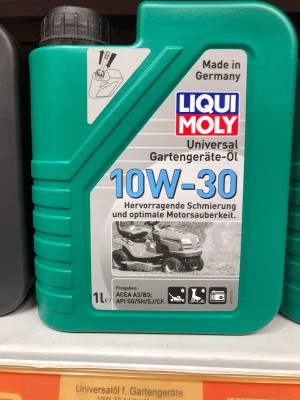 Made in
Germany
LIQUI
MOLY
Universal
Gartengeräte-Öl
10W-30
Hervorragende Schmierung
und optimale Motorsauberkeit.
Freigaben:
ACEA A3/B3;
API SG/SH/SJ/CF.
1L e
Universalöl f. Gartengeräte